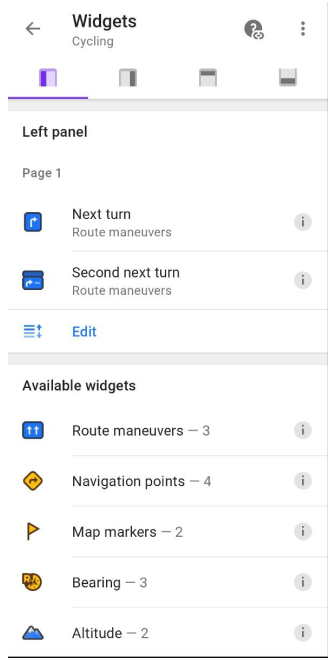 Widgets
Cycling
Left panel
Page 1
Next turn
Route maneuvers
Second next turn
Route maneuvers
Edit
Available widgets
Route maneuvers — 3
Navigation points — 4
Map markers — 2
Bearing — 3
Altitude — 2